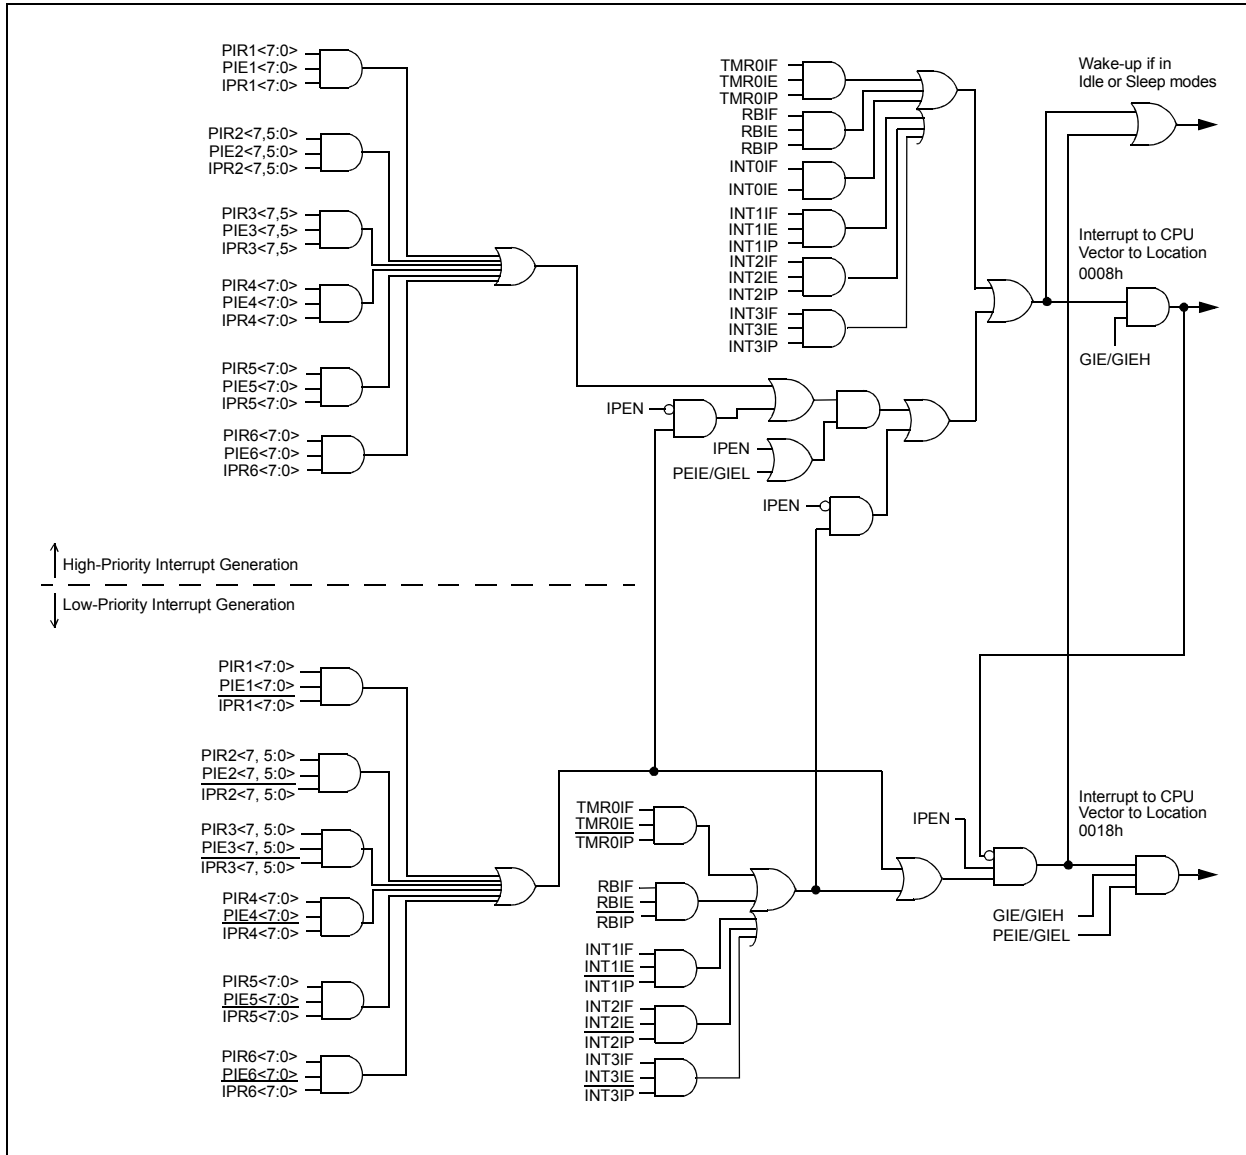 PIR1<7:0>
PIE1<7:0>
IPR1<7:0>
PIR2<7,5:0>
PIE2<7,5:0>
IPR2<7,5:0>
PIR3<7,5>
PIE3<7,5>
IPR3<7,5>
PIR4<7:0>
PIE4<7:0>
IPR4<7:0>
PIR5<7:0>
PIE5<7:0>
IPR5<7:0>
PIR6<7:0>
PIE6<7:0>
IPR6<7:0>
TMR0IF
TMR0IE
TMR0IP
RBIF
RBIE
RBIP
INT0IF
INT0IE
INT1IF
INT1IE
INT1IP
INT2IF
INT2IE
INT2IP
INT3IF
INT3IE
INT3IP
Wake-up if in
Idle or Sleep modes
Interrupt to CPU
Vector to Location
0008h
GIE/GIEH
IPEN
IPEN
PEIE/GIEL
IPEN
High-Priority Interrupt Generation
Low-Priority Interrupt Generation
PIR1<7:0>
PIE1<7:0>
IPR1<7:0>
PIR2<7, 5:0>
PIE2<7, 5:0>
IPR2<7, 5:0>
PIR3<7, 5:0>
PIE3<7, 5:0>
IPR3<7, 5:0>
PIR4<7:0>
PIE4<7:0>
IPR4<7:0>
PIR5<7:0>
PIE5<7:0>
IPR5<7:0>
PIR6<7:0>
PIE6<7:0>
IPR6<7:0>
TMR0IF
TMR0IE
TMR0IP
RBIF
RBIE
RBIP
INT1IF
INT1IE
INT1IP
INT2IF
INT2IE
INT2IP
INT3IF
INT3IE
INT3IP
IPEN
Interrupt to CPU
Vector to Location
0018h
GIE/GIEH
PEIE/GIEL